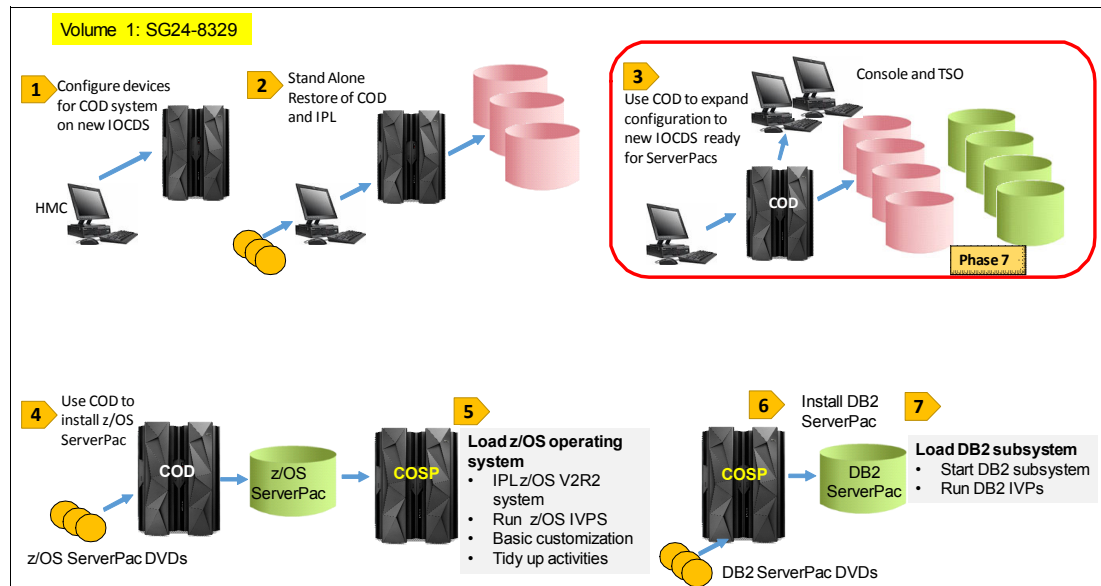 Volume 1: SG24-8329
1
Configure devices
for COD system
on new IOCDS
HMC
2
Stand Alone
Restore of COD
and IPL
3
Use COD to expand
configuration to
new IOCDS ready
for ServerPacs
Console and TSO
COD
Phase 7
4
Use COD to
install z/OS
ServerPac
COD
z/OS
ServerPac
z/OS ServerPac DVDs
COSP
5
Load z/OS operating
system
• IPL z/OS V2R2
system
• Run z/OS IVPS
• Basic customization
• Tidy up activities
6
Install DB2
ServerPac
COSP
DB2
ServerPac
DB2 ServerPac DVDs
7
Load DB2 subsystem
• Start DB2 subsystem
• Run DB2 IVPs